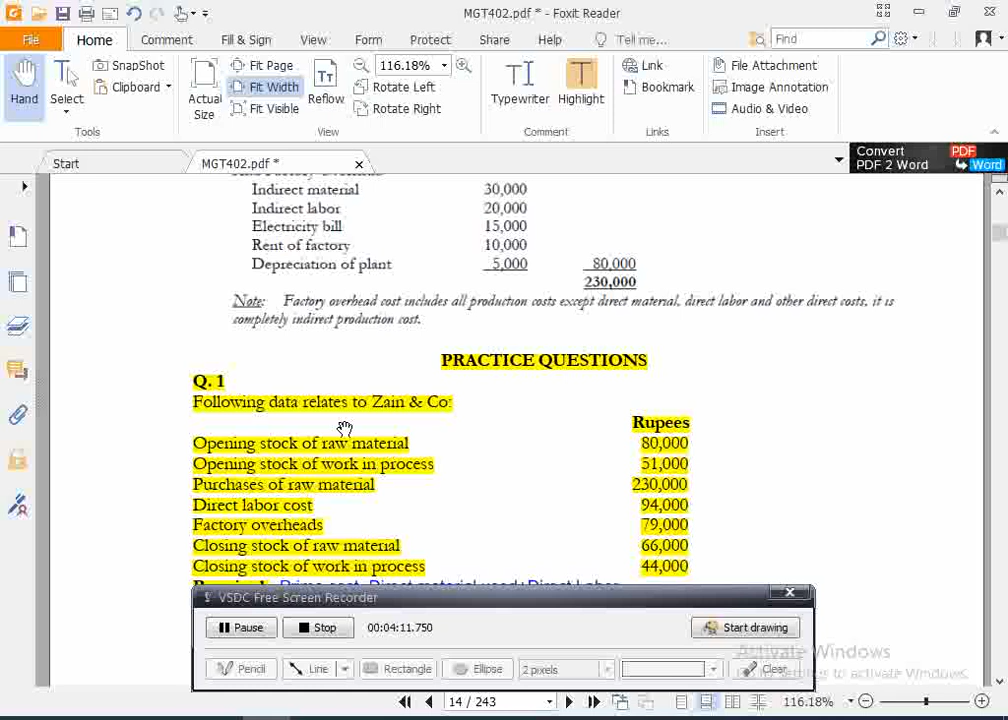 MGT402.pdf * - Foxit Reader
File Home Comment Fill & Sign View Form Protect Share Help Tell me... Find
Hand
Select
SnapShot
Clipboard
Tools
Actual Size
Fit Page
Fit Width
Fit Visible
Reflow
116.18%
Rotate Left
Rotate Right
View
Typewriter
Highlight
Comment
Link
Bookmark
Links
File Attachment
Image Annotation
Audio & Video
Insert
Start MGT402.pdf *
Convert PDF
PDF 2 Word Word
Indirect material 30,000
Indirect labor 20,000
Electricity bill 15,000
Rent of factory 10,000
Depreciation of plant 5,000 80,000
230,000
Note: Factory overhead cost includes all production costs except direct material, direct labor and other direct costs, it is
completely indirect production cost.
PRACTICE QUESTIONS
Q. 1
Following data relates to Zain & Co:
Rupees
Opening stock of raw material 80,000
Opening stock of work in process 51,000
Purchases of raw material 230,000
Direct labor cost 94,000
Factory overheads 79,000
Closing stock of raw material 66,000
Closing stock of work in process 44,000
VSDC Free Screen Recorder
Pause Stop 00:04:11.750 Start drawing
Pencil Line Rectangle Ellipse 2 pixels Clear
Activate Windows
to activate Windows.
14 / 243 116.18%